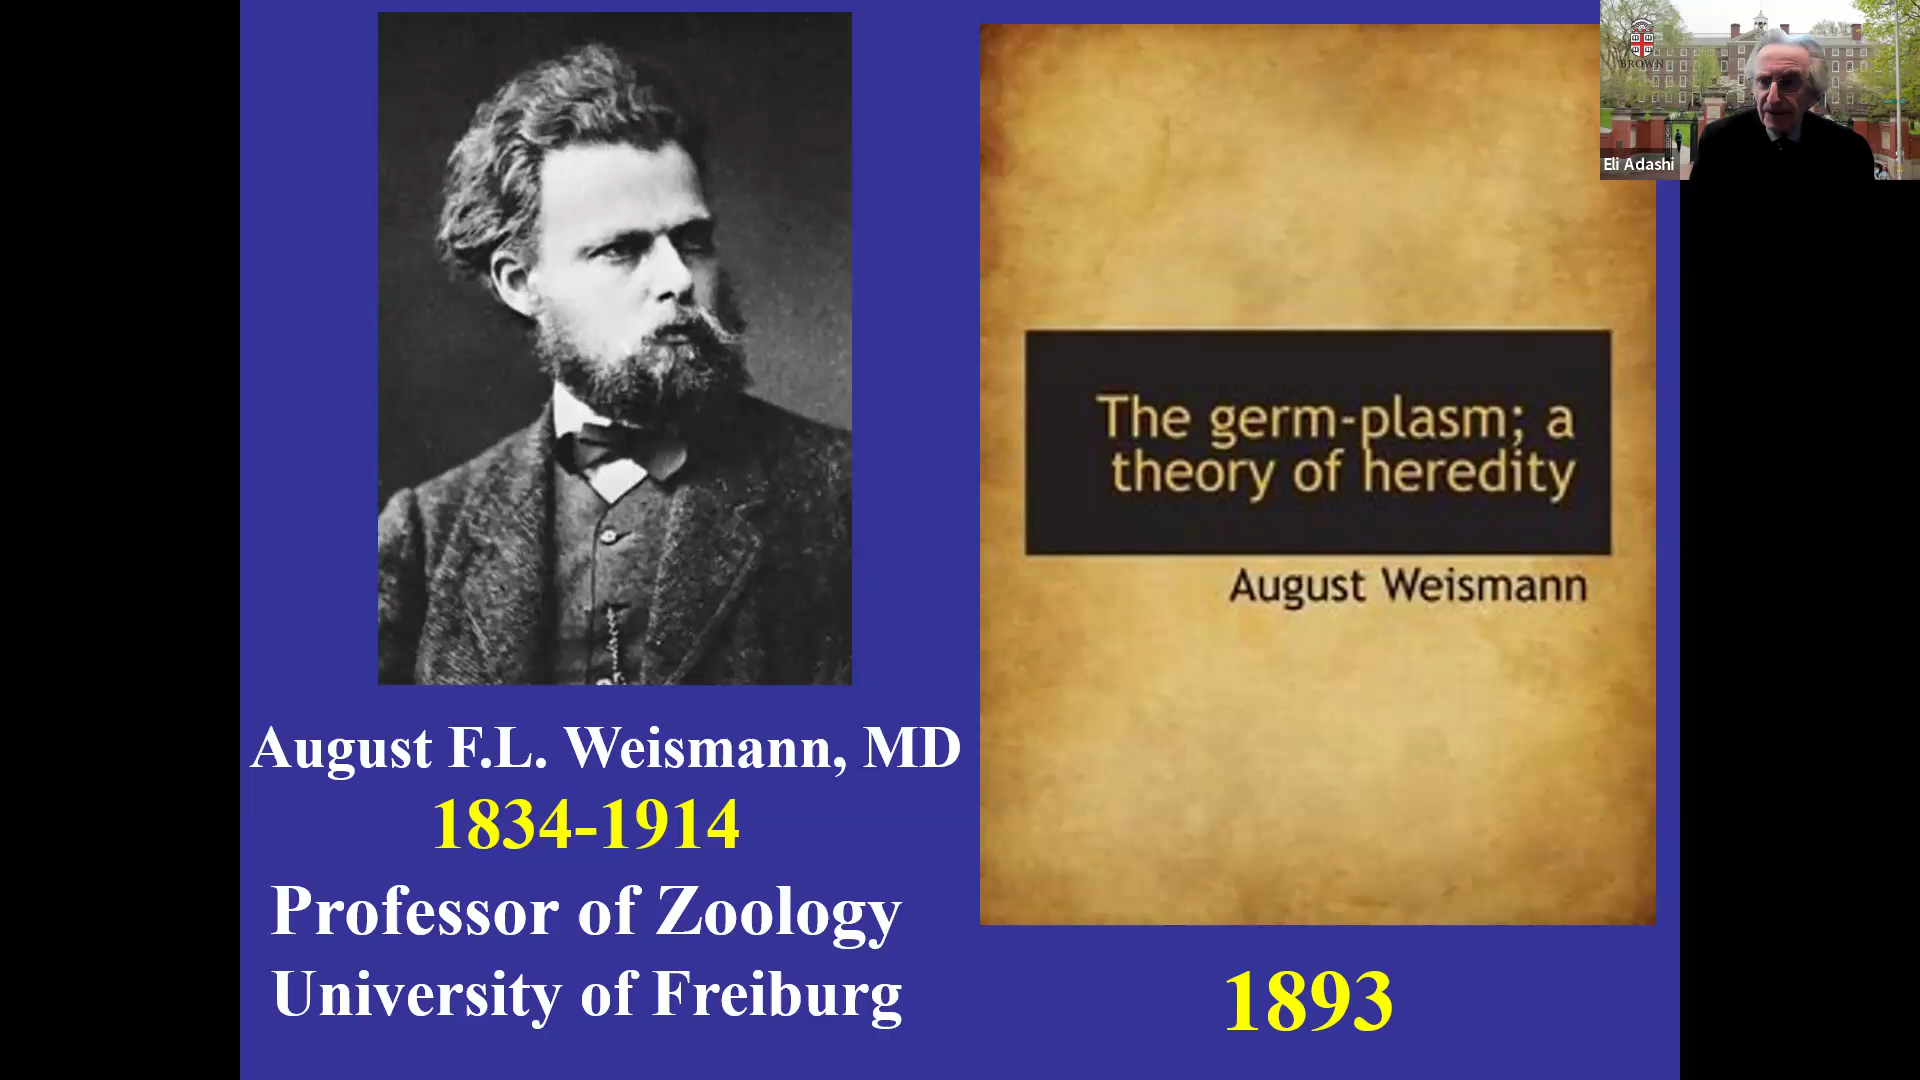 August F.L. Weismann, MD
1834-1914
Professor of Zoology
University of Freiburg
The germ-plasm; a
theory of heredity
August Weismann
1893
BROWN
Eli Adashi